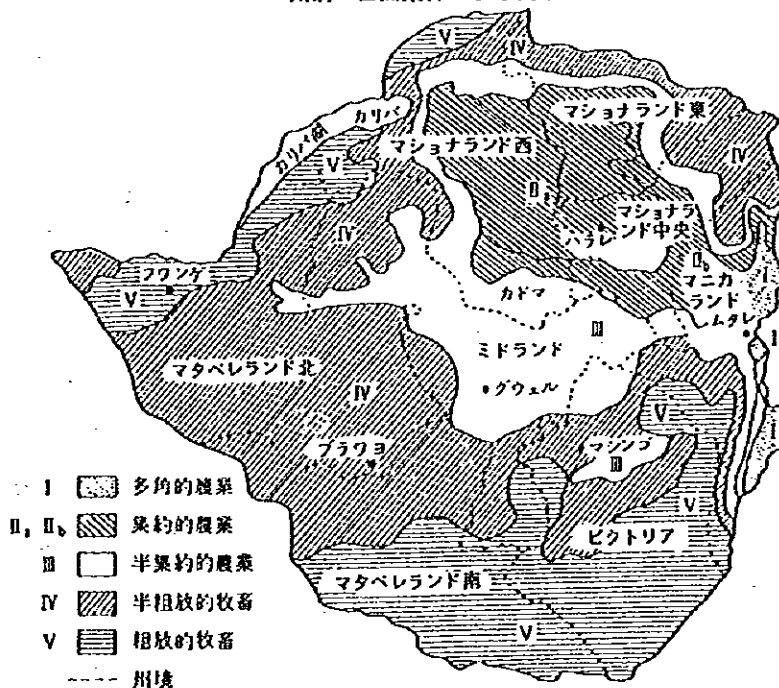 V
IV
カリバ
マショナランド東
カリバ湖
マショナランド西
V
IV
Ⅱa
マショナラ
ンド中央
ハラレ
IV
Ⅱb
I
フワンゲ
マニカ
ランド
V
カドマ
ムタレ
Ⅲ
I
ミドランド
マタベレランド北
IV
グウェル
V
I
ブラワヨ
マシンゴ
Ⅲ
V
ビクトリア
マタベレランド南
V
I 多角的農業
Ⅱa, Ⅱb 集約的農業
Ⅲ 半集約的農業
IV 半粗放的牧畜
V 粗放的牧畜
州境